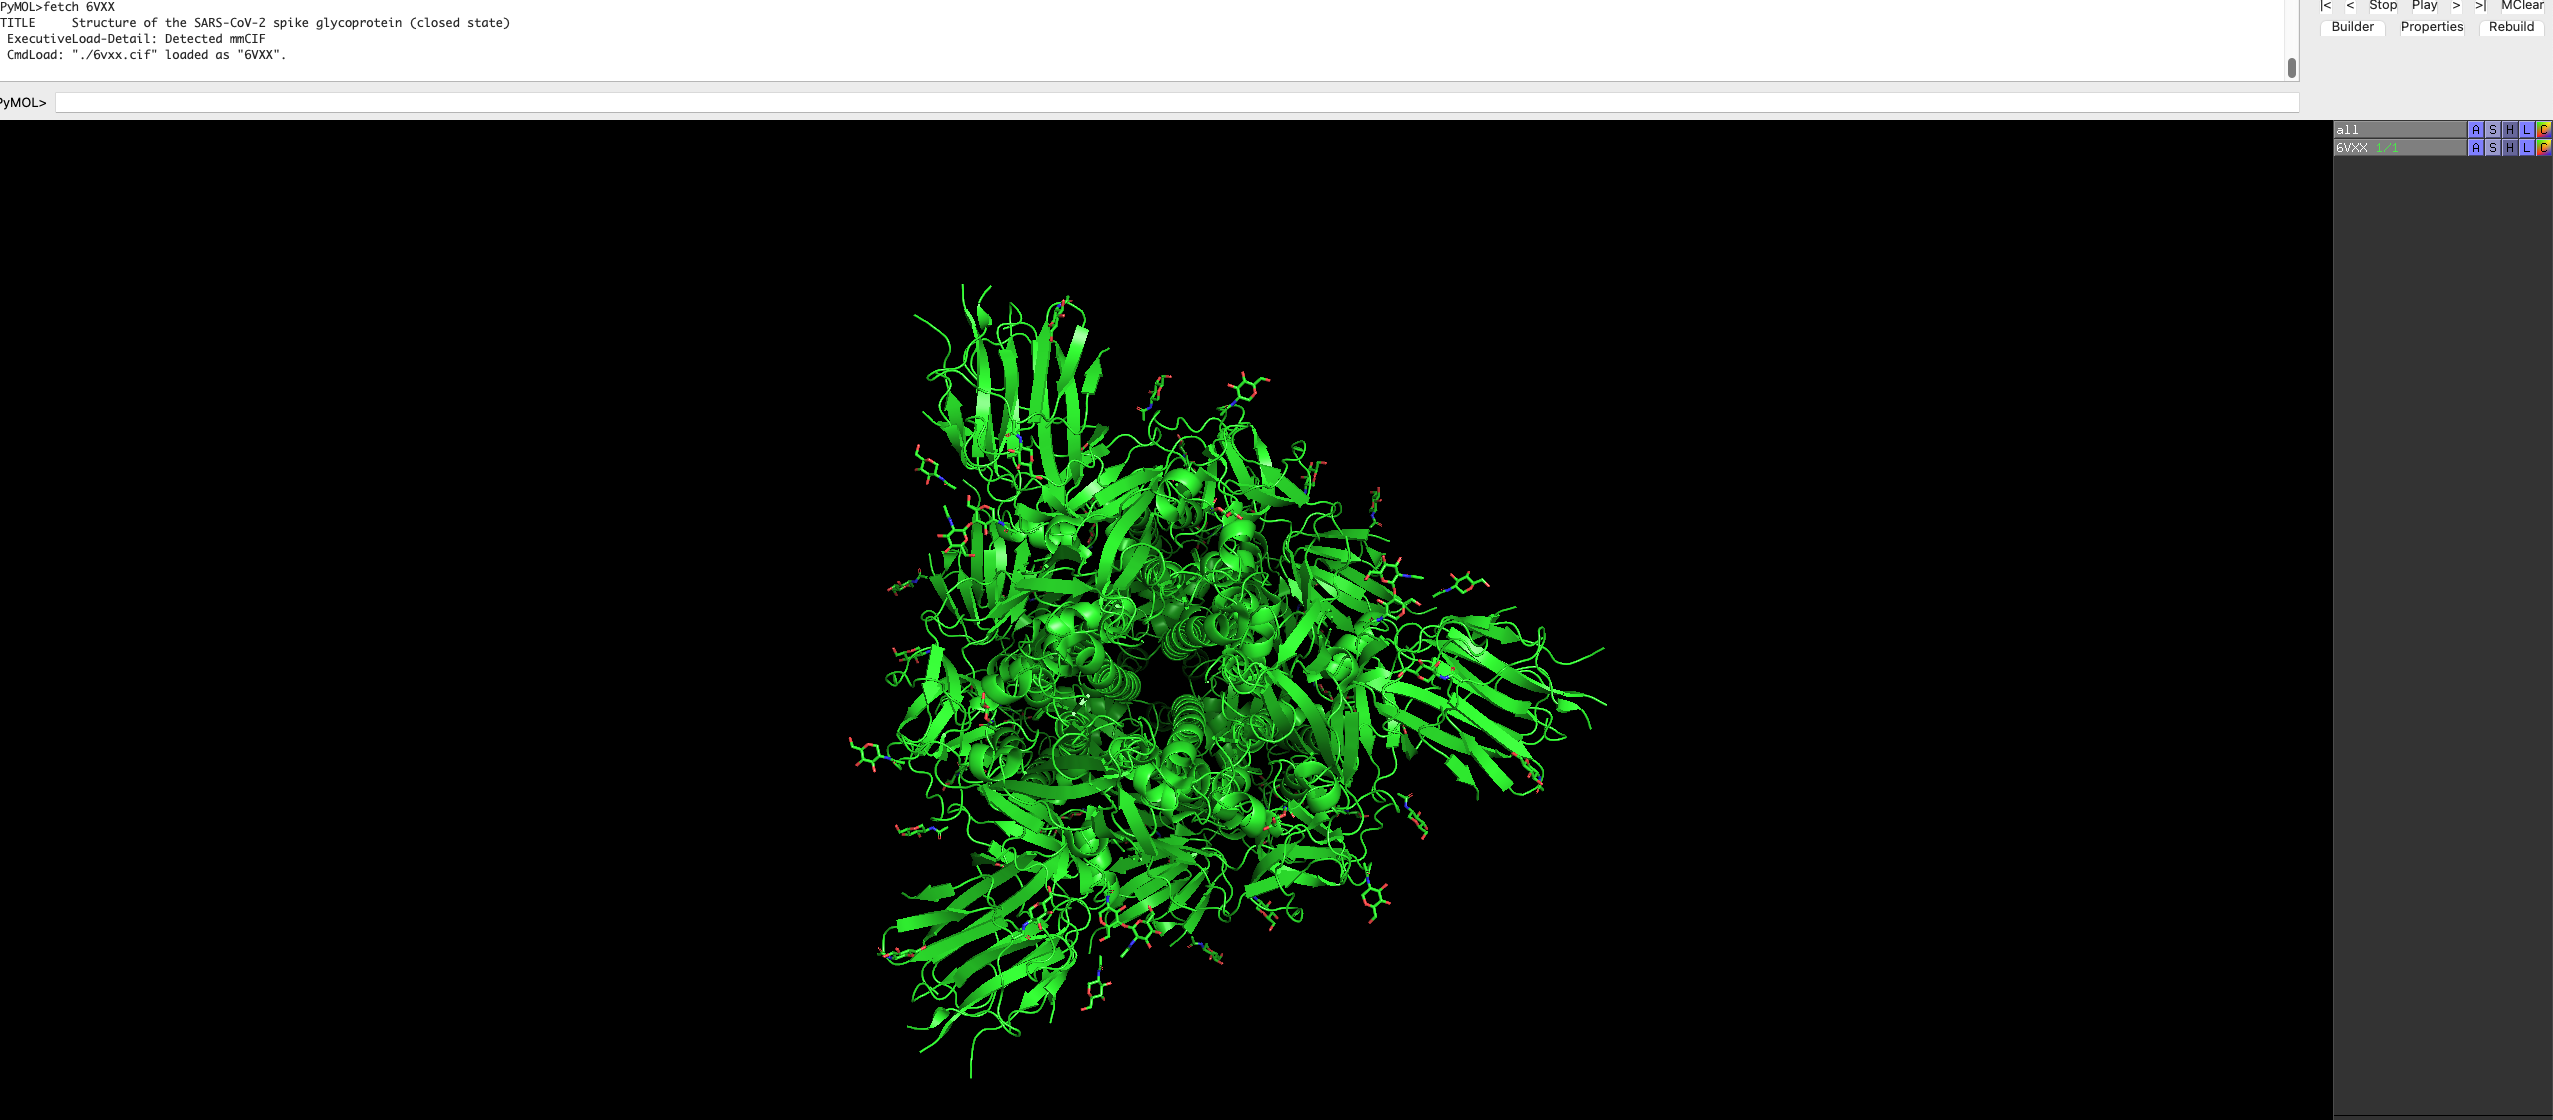 PyMOL>fetch 6VXX
TITLE     Structure of the SARS-CoV-2 spike glycoprotein (closed state)
 ExecutiveLoad-Detail: Detected mmCIF
 CmdLoad: "./6vxx.cif" loaded as "6VXX".
|< < Stop Play > >| MClear
Builder Properties Rebuild
PyMOL>
all A S H L C
6VXX 1/1 A S H L C